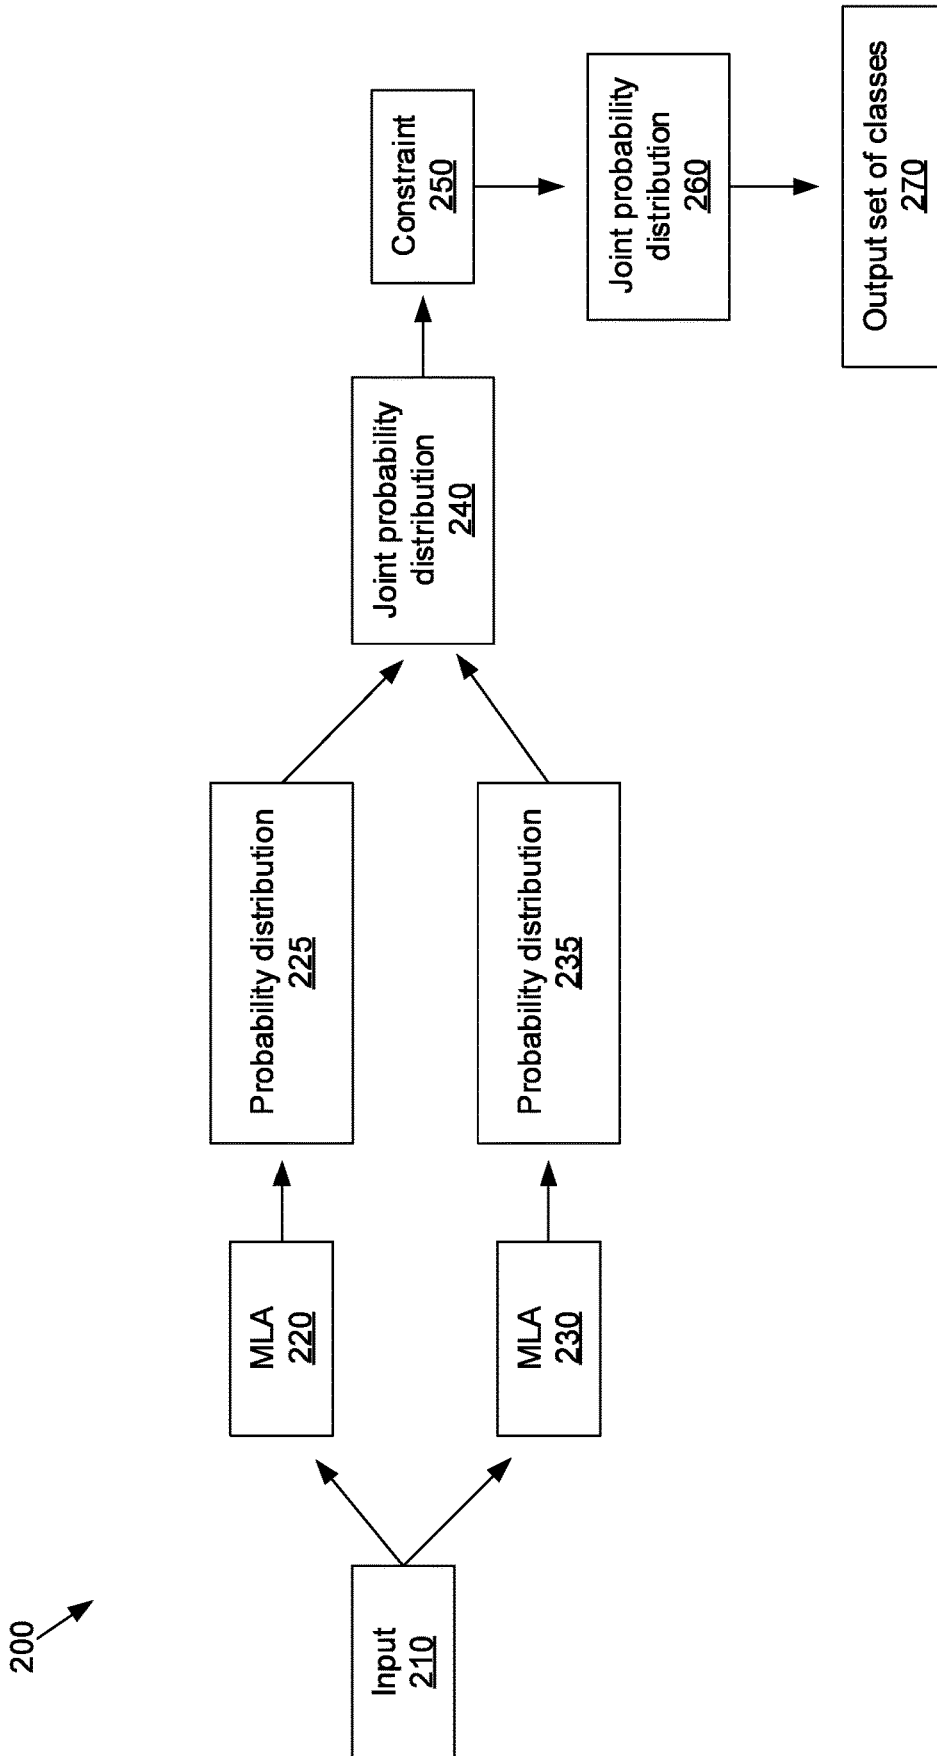 200
Input
210
MLA
220
MLA
230
Probability distribution
225
Probability distribution
235
Joint probability
distribution
240
Constraint
250
Joint probability
distribution
260
Output set of classes
270